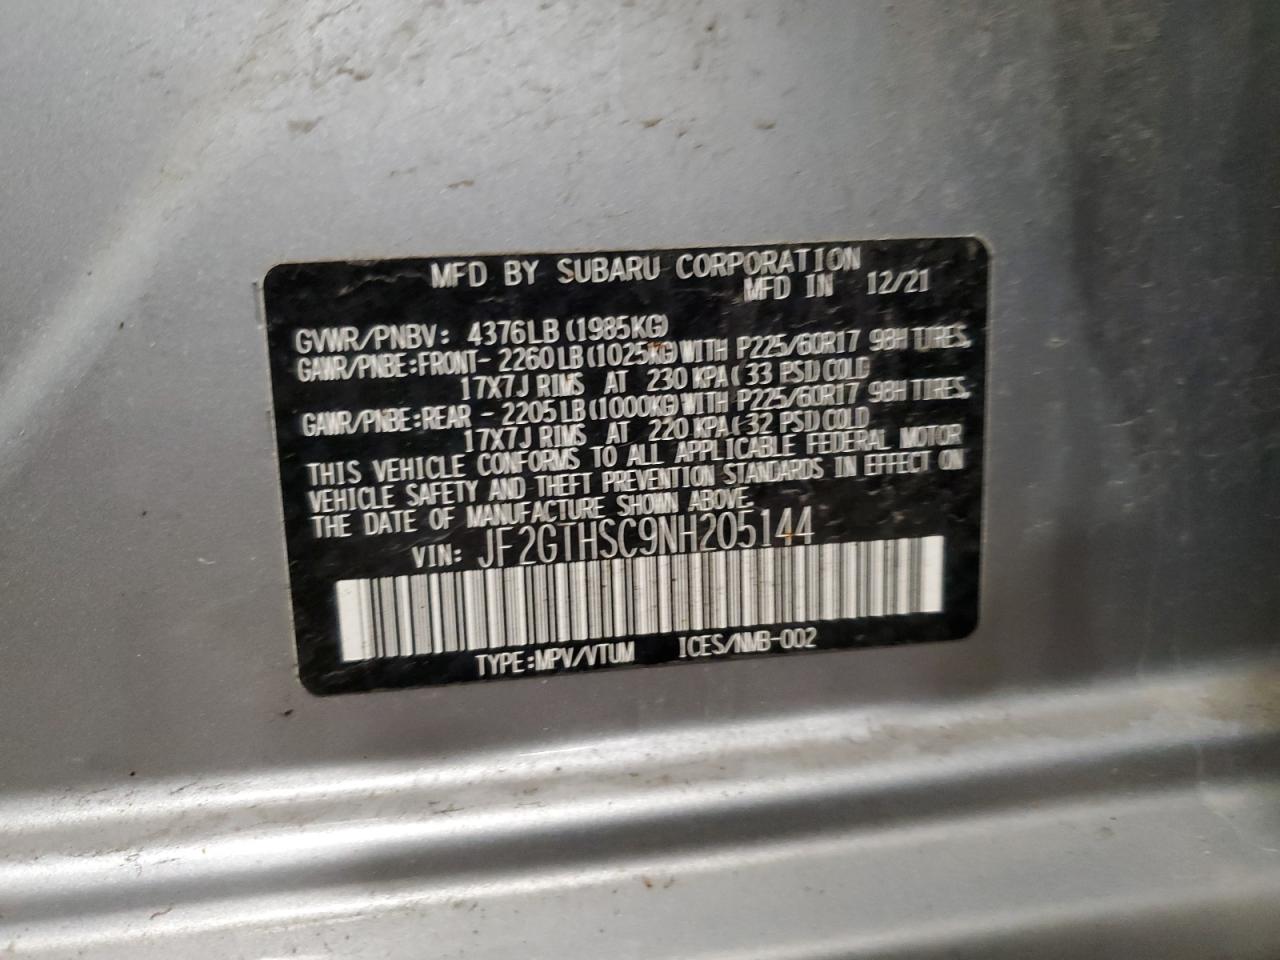 MFD BY SUBARU CORPORATION
MFD IN 12/21
GVWR/PNBV: 4376LB (1985KG)
GAWR/PNBE:FRONT- 2260LB (1025KG) WITH P225/60R17 98H TIRES,
17X7J RIMS AT 230 KPA( 33 PSI) COLD
GAWR/PNBE:REAR - 2205LB (1000KG) WITH P225/60R17 98H TIRES,
17X7J RIMS AT 220 KPA( 32 PSI) COLD
THIS VEHICLE CONFORMS TO ALL APPLICABLE FEDERAL MOTOR
VEHICLE SAFETY AND THEFT PREVENTION STANDARDS IN EFFECT ON
THE DATE OF MANUFACTURE SHOWN ABOVE.
VIN: JF2GTHSC9NH205144
TYPE:MPV/VTUM ICES/NMB-002